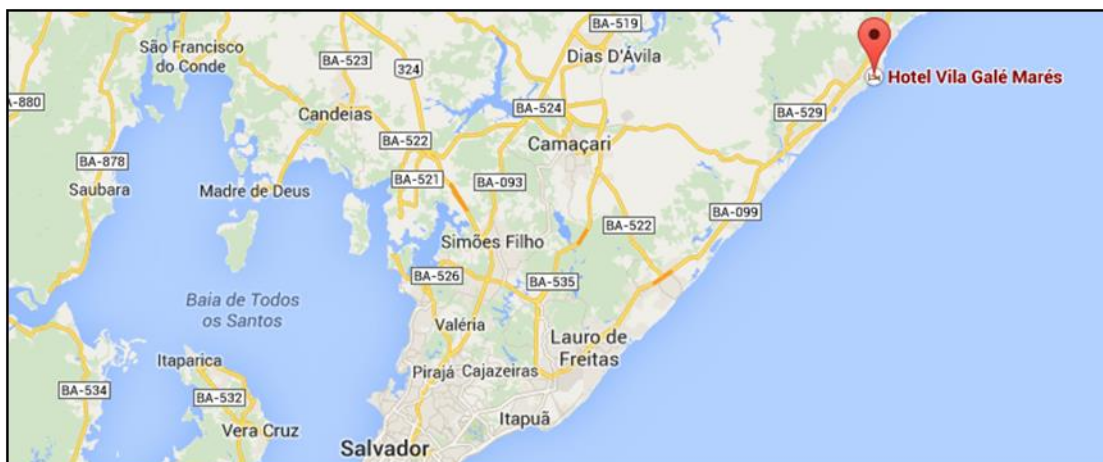 BA-519
São Francisco
do Conde
BA-523
324
Dias D'Ávila
Hotel Vila Galé Marés
BA-880
Candeias
BA-524
BA-529
BA-522
Camaçari
BA-878
Saubara
Madre de Deus
BA-521
BA-093
BA-099
BA-522
Simões Filho
BA-526
BA-535
Baia de Todos
os Santos
Valéria
Lauro de
Freitas
Itaparica
Pirajá
Cajazeiras
BA-534
BA-532
Vera Cruz
Itapuã
Salvador